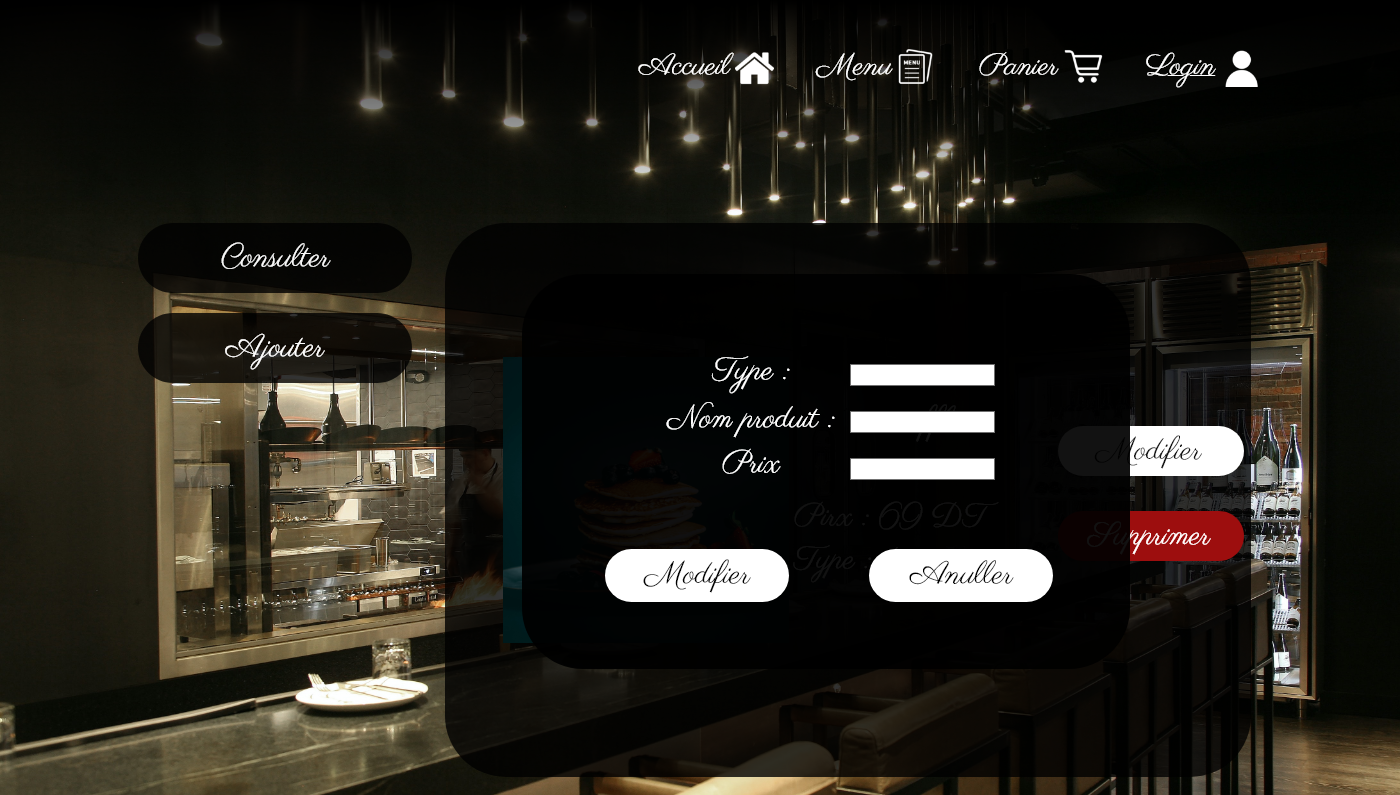 Accueil Menu MENU Panier Login
Consulter
Ajouter
Type :
Nom produit :
Prix
Modifier
Pirx : 69 DT
Supprimer
Type :
Modifier Anuller